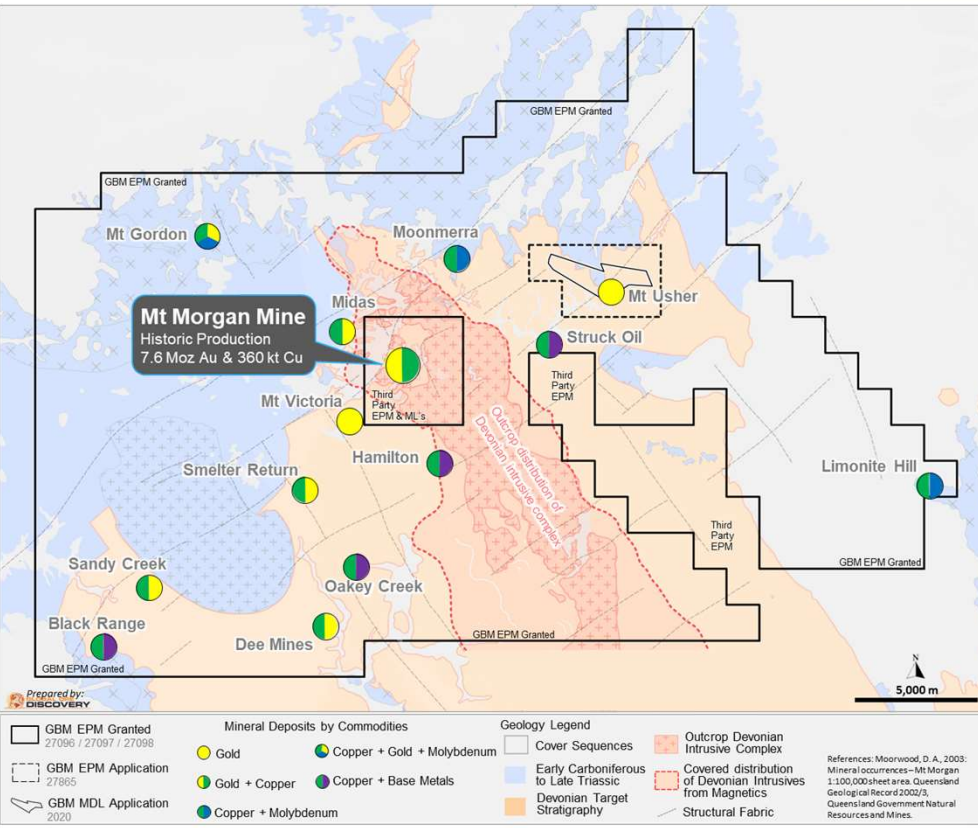 GBM EPM Granted
GBM EPM Granted
Mt Gordon
Moonmerra
Mt Usher
Midas
Mt Morgan Mine
Historic Production
7.6 Moz Au & 360 kt Cu
Struck Oil
Third
Party
EPM
Third
Party
EPM & ML's
Mt Victoria
Outcrop distribution of
Devonian intrusive complex
Hamilton
Limonite Hill
Smelter Return
Third
Party
EPM
GBM EPM Granted
Sandy Creek
Oakey Creek
Black Range
Dee Mines
GBM EPM Granted
GBM EPM Granted
N
5,000 m
Prepared by:
DISCOVERY
GBM EPM Granted
27096 / 27097 / 27098
GBM EPM Application
27865
GBM MDL Application
2020
Mineral Deposits by Commodities
Gold
Gold + Copper
Copper + Molybdenum
Copper + Gold + Molybdenum
Copper + Base Metals
Geology Legend
Cover Sequences
Early Carboniferous
to Late Triassic
Devonian Target
Stratigraphy
Outcrop Devonian
Intrusive Complex
Covered distribution
of Devonian Intrusives
from Magnetics
Structural Fabric
References: Moorwood, D. A., 2003:
Mineral occurrences – Mt Morgan
1:100,000 sheet area. Queensland
Geological Record 2002/3,
Queensland Government Natural
Resources and Mines.